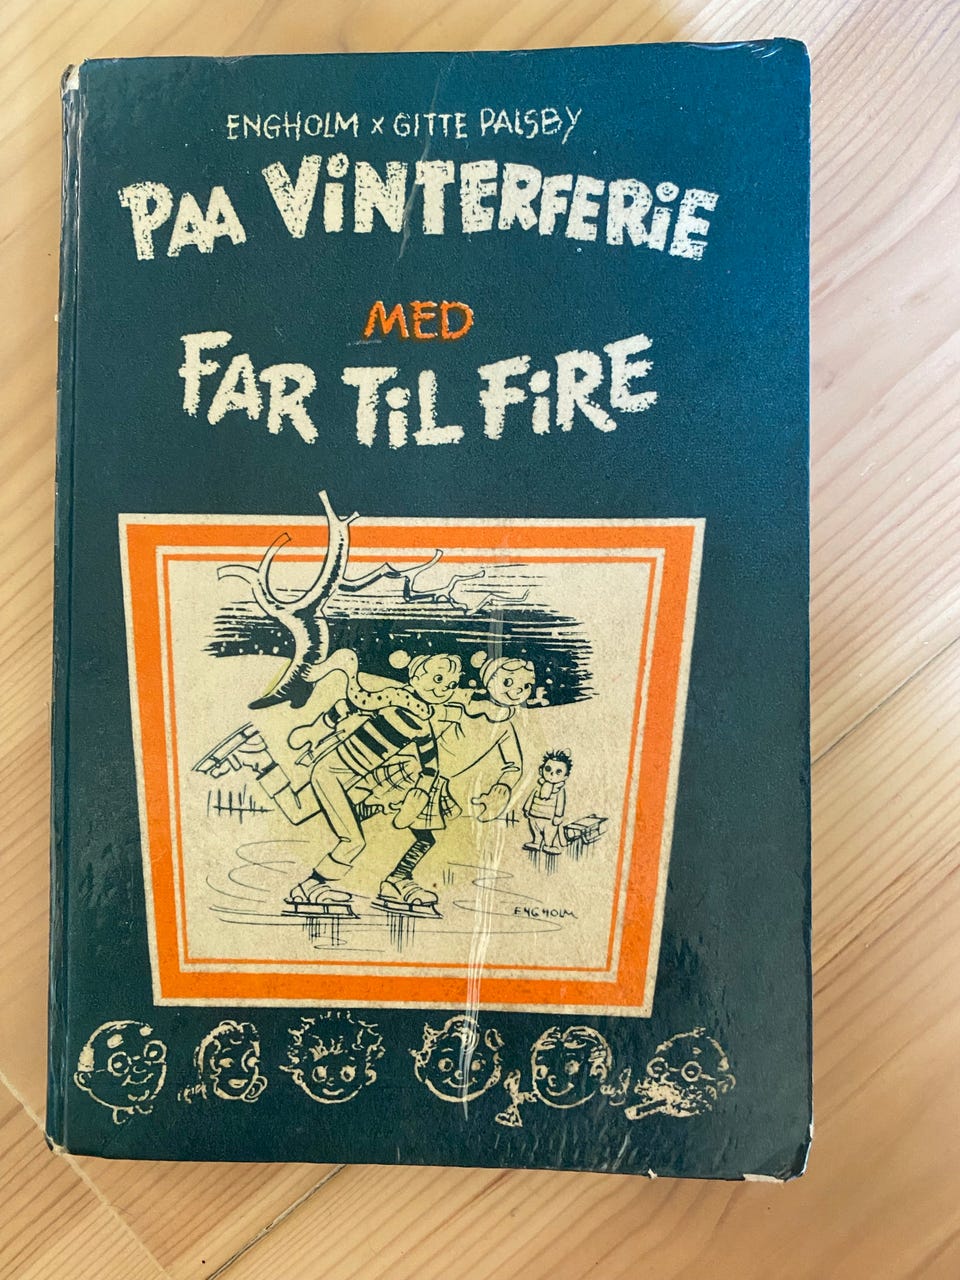 ENGHOLM x GITTE PALSBY
PAA ViNTERFERiE
MED
FAR TiL FiRE
ENGHOLM